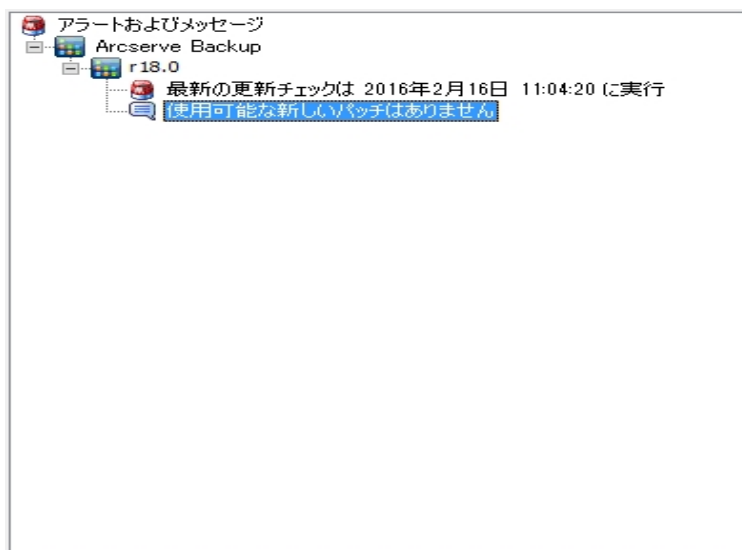 アラートおよびメッセージ
Arcserve Backup
r18.0
最新の更新チェックは 2016年2月16日 11:04:20 に実行
使用可能な新しいパッチはありません